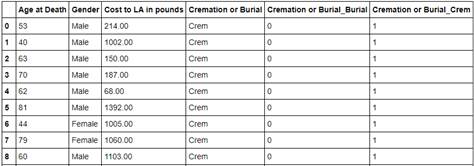 Age at Death Gender Cost to LA in pounds Cremation or Burial Cremation or Burial_Burial Cremation or Burial_Crem
0 53 Male 214.00 Crem 0 1
1 40 Male 1002.00 Crem 0 1
2 63 Male 150.00 Crem 0 1
3 70 Male 187.00 Crem 0 1
4 62 Male 68.00 Crem 0 1
5 81 Male 1392.00 Crem 0 1
6 44 Female 1005.00 Crem 0 1
7 79 Female 1060.00 Crem 0 1
8 60 Male 1103.00 Crem 0 1